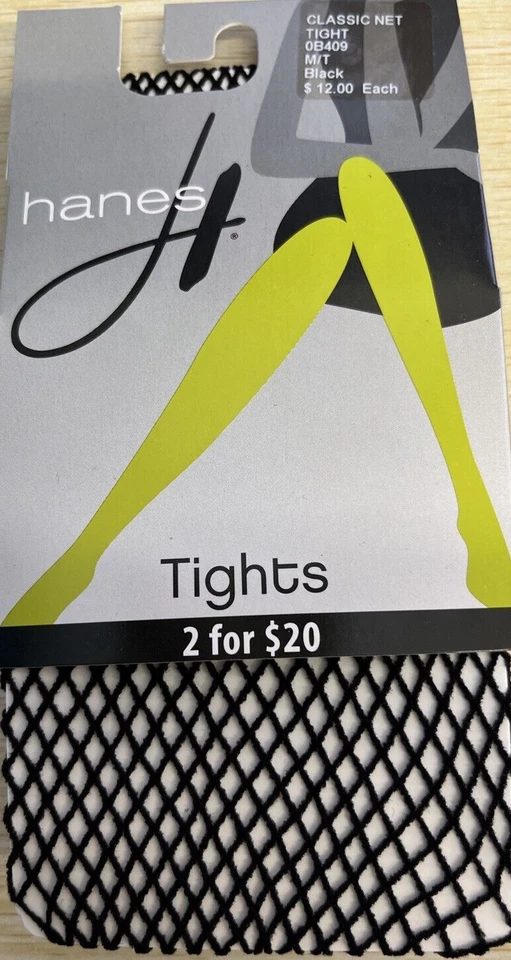 CLASSIC NET
TIGHT
0B409
M/T
Black
$ 12.00 Each
hanes
H®
Tights
2 for $20